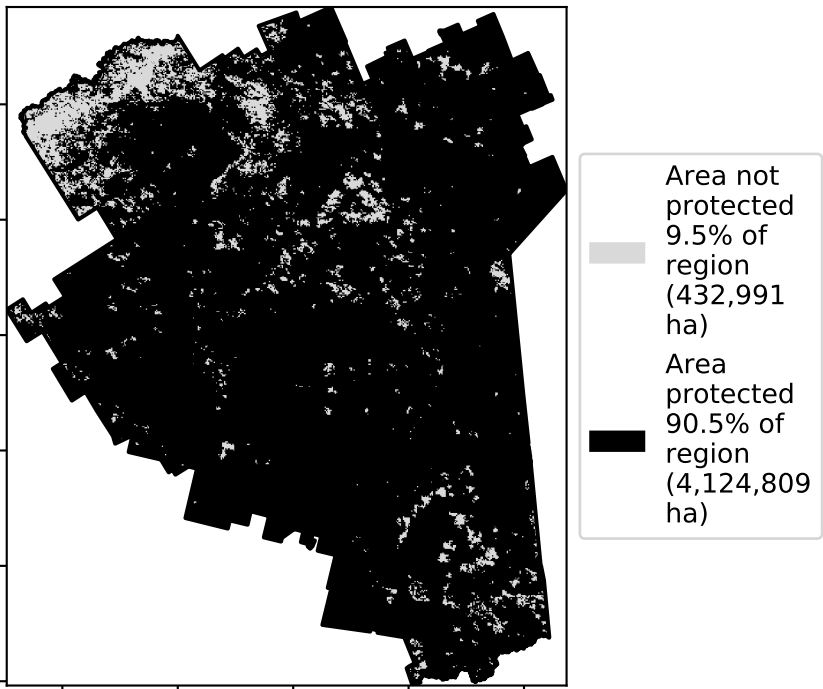 Area not
protected
9.5% of
region
(432,991
ha)
Area
protected
90.5% of
region
(4,124,809
ha)